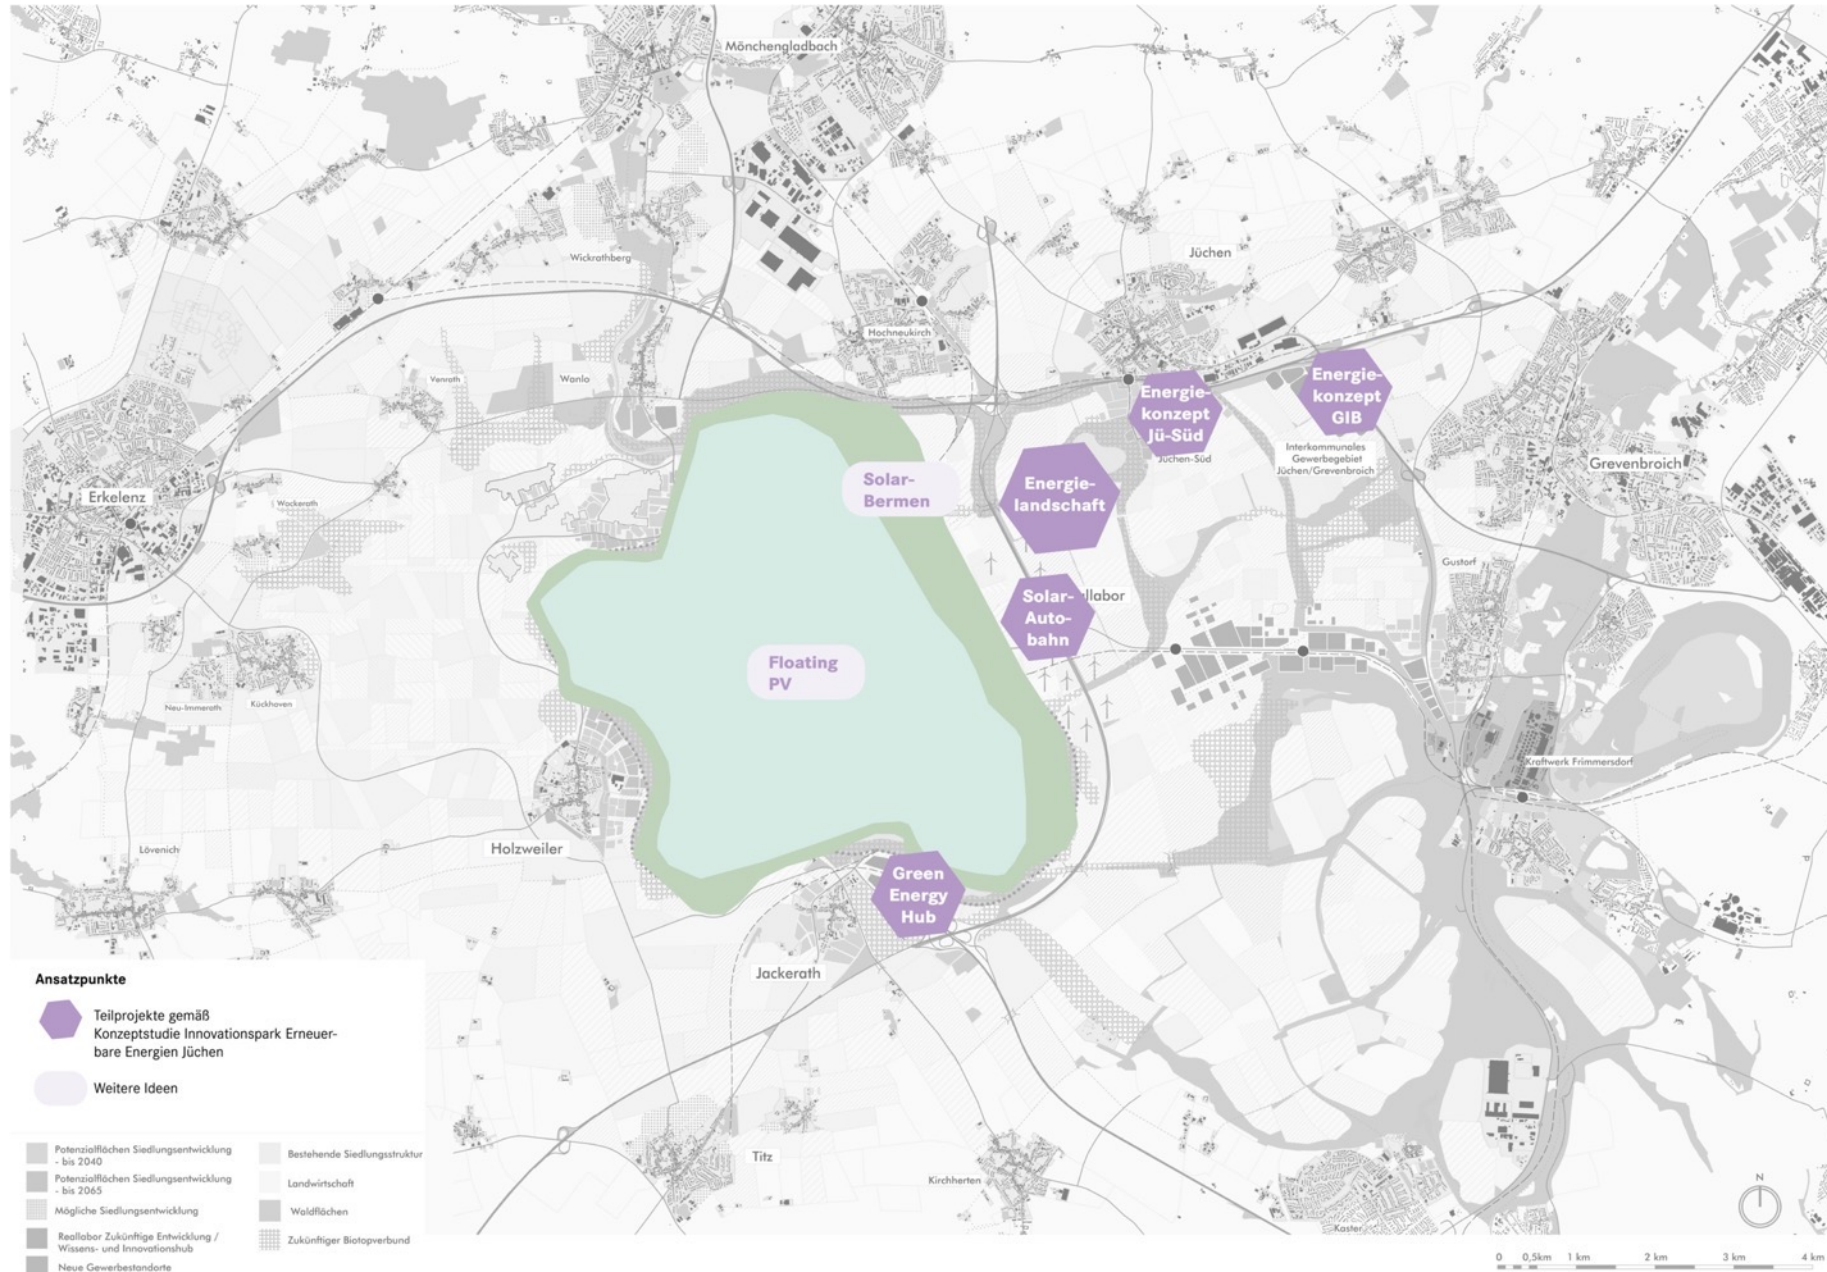 Mönchengladbach
Wickrathberg
Jüchen
Hochneukirch
Venrath
Wanlo
Energie-
konzept
Jü-Süd
Jüchen-Süd
Energie-
konzept
GIB
Interkommunales
Gewerbegebiet
Jüchen/Grevenbroich
Grevenbroich
Erkelenz
Wockerath
Solar-
Bermen
Energie-
landschaft
Gustorf
Solar-
Auto-
bahn
llabor
Floating
PV
Neu-Immerath
Kückhoven
Kraftwerk Frimmersdorf
Lövenich
Holzweiler
Green
Energy
Hub
Jackerath
Titz
Kirchherten
Kaster
Ansatzpunkte
Teilprojekte gemäß
Konzeptstudie Innovationspark Erneuer-
bare Energien Jüchen
Weitere Ideen
Potenzialflächen Siedlungsentwicklung
- bis 2040
Potenzialflächen Siedlungsentwicklung
- bis 2065
Mögliche Siedlungsentwicklung
Reallabor Zukünftige Entwicklung /
Wissens- und Innovationshub
Neue Gewerbestandorte
Bestehende Siedlungsstruktur
Landwirtschaft
Waldflächen
Zukünftiger Biotopverbund
N
0 0,5km 1 km 2 km 3 km 4 km